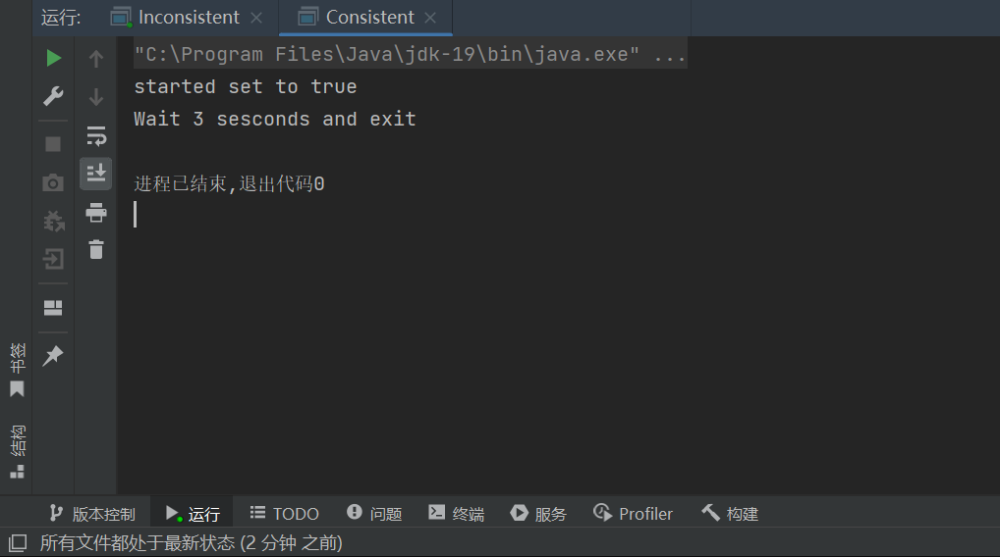 运行: Inconsistent Consistent
"C:\Program Files\Java\jdk-19\bin\java.exe" ...
started set to true
Wait 3 sesconds and exit
进程已结束,退出代码0
书签
结构
版本控制 运行 TODO 问题 终端 服务 Profiler 构建
所有文件都处于最新状态 (2 分钟 之前)